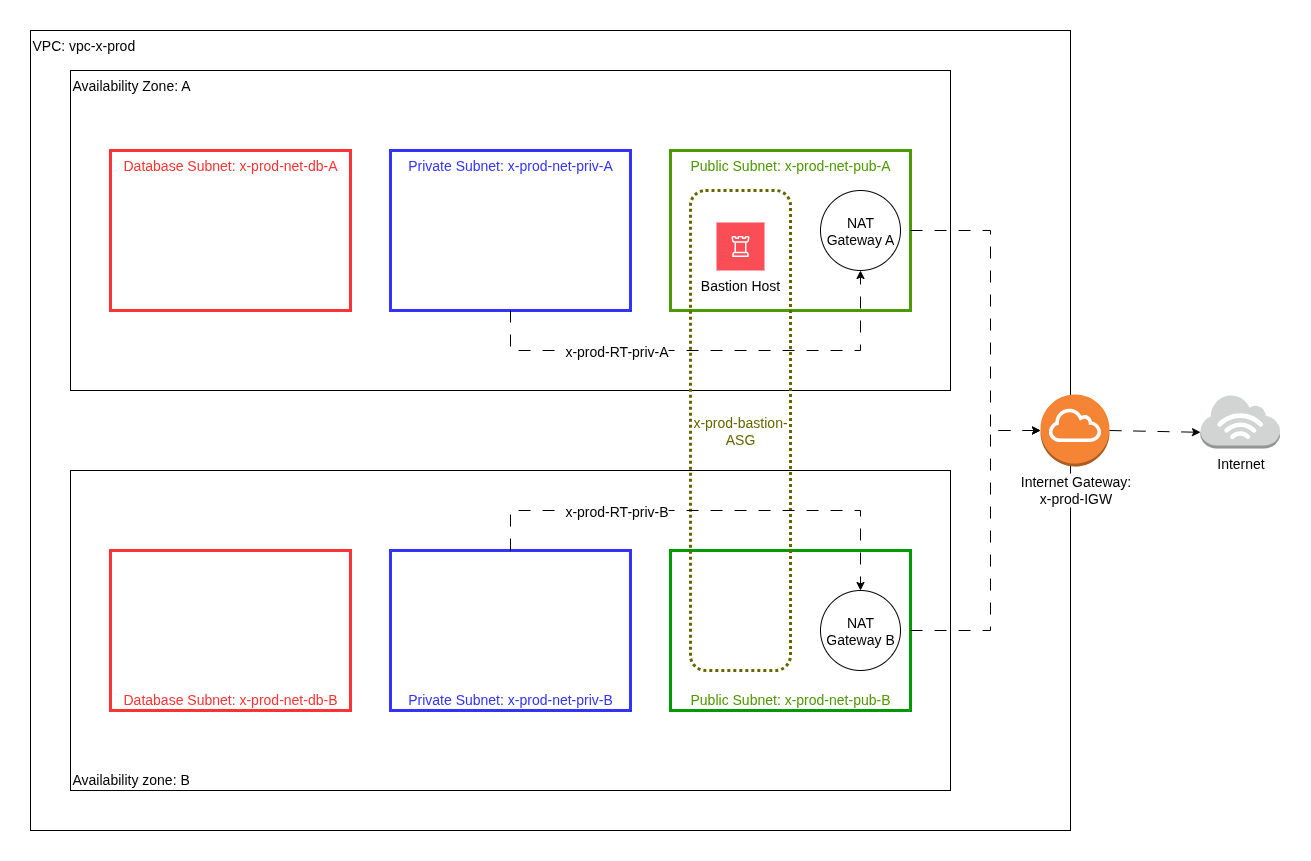 VPC: vpc-x-prod
Availability Zone: A
Database Subnet: x-prod-net-db-A
Private Subnet: x-prod-net-priv-A
Public Subnet: x-prod-net-pub-A
NAT
Gateway A
Bastion Host
x-prod-RT-priv-A
x-prod-bastion-
ASG
Internet Gateway:
x-prod-IGW
Internet
x-prod-RT-priv-B
NAT
Gateway B
Database Subnet: x-prod-net-db-B
Private Subnet: x-prod-net-priv-B
Public Subnet: x-prod-net-pub-B
Availability zone: B